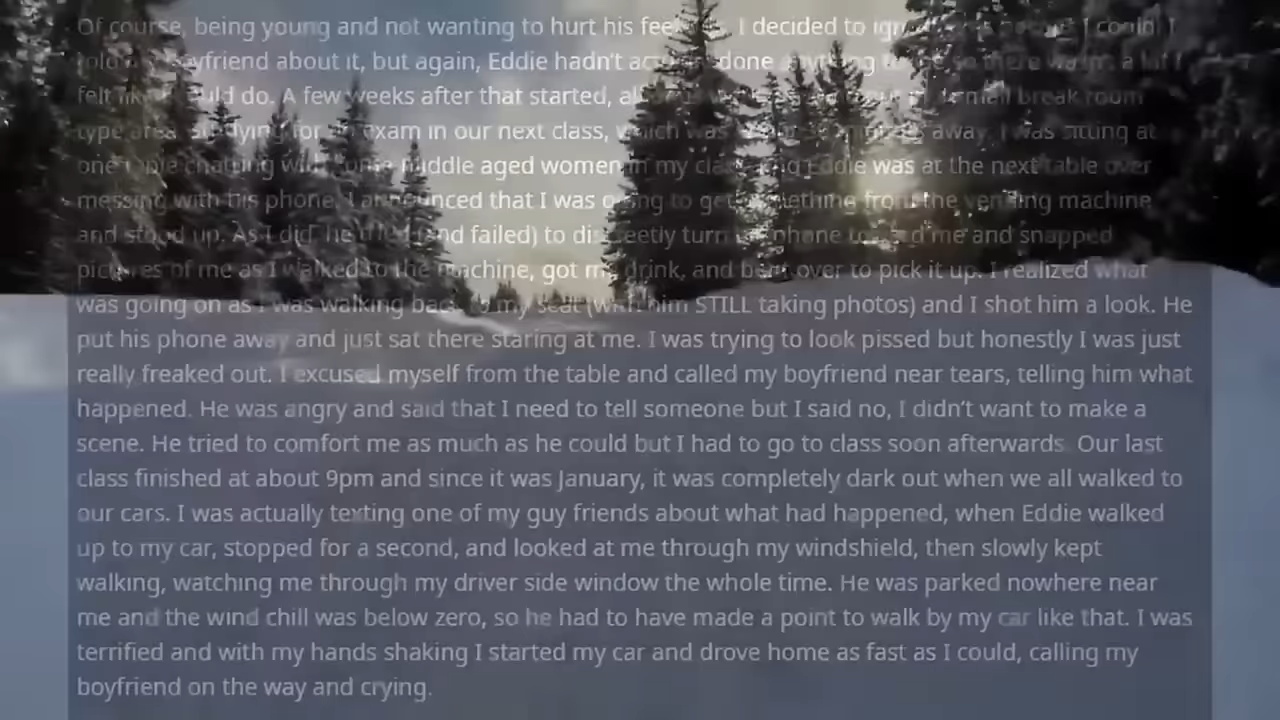 Of course, being young and not wanting to hurt his I decided to I could. I
told my boyfriend about it, but again, Eddie hadn't done anything to me so there wasn't a lot I
felt like I could do. A few weeks after that started, small break room
type area studying for an exam in our next class, which was away. I was sitting at
one table chatting with some middle aged women in my class and Eddie was at the next table over
messing with his phone. I announced that I was going to get something from the vending machine
and stood up. As I did he tried (and failed) to discreetly turn phone me and snapped
pictures of me as I walked to the machine, got my drink, and bent over to pick it up. I realized what
was going on as I was walking back to my seat (with him STILL taking photos) and I shot him a look. He
put his phone away and just sat there staring at me. I was trying to look pissed but honestly I was just
really freaked out. I excused myself from the table and called my boyfriend near tears, telling him what
happened. He was angry and said that I need to tell someone but I said no, I didn't want to make a
scene. He tried to comfort me as much as he could but I had to go to class soon afterwards. Our last
class finished at about 9pm and since it was January, it was completely dark out when we all walked to
our cars. I was actually texting one of my guy friends about what had happened, when Eddie walked
up to my car, stopped for a second, and looked at me through my windshield, then slowly kept
walking, watching me through my driver side window the whole time. He was parked nowhere near
me and the wind chill was below zero, so he had to have made a point to walk by my car like that. I was
terrified and with my hands shaking I started my car and drove home as fast as I could, calling my
boyfriend on the way and crying.